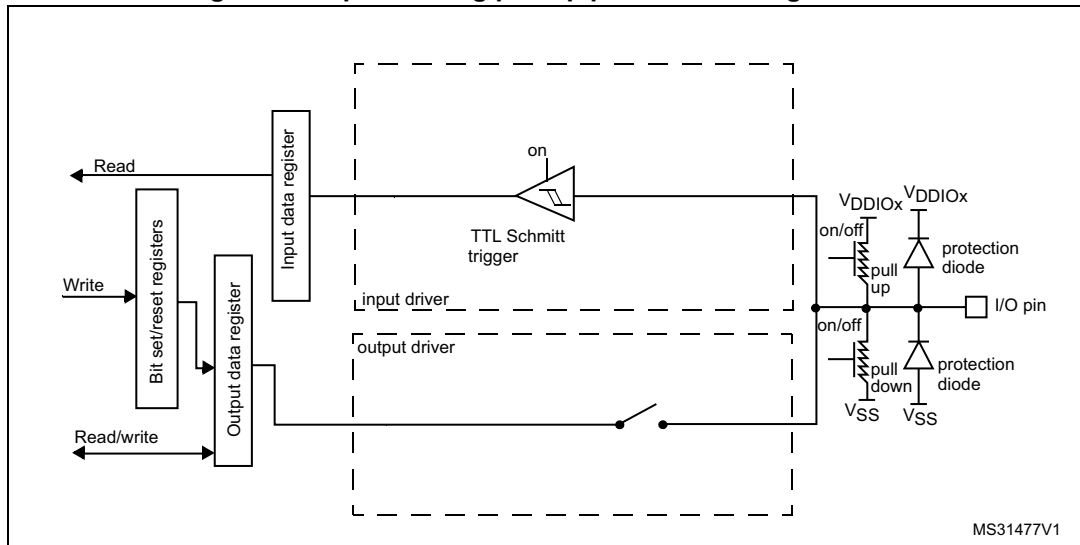 on
Read
Input data register
TTL Schmitt
trigger
input driver
Write
Bit set/reset registers
Output data register
Read/write
output driver
VDDIOx
VDDIOx
on/off
pull
up
protection
diode
I/O pin
on/off
pull
down
protection
diode
VSS
VSS
MS31477V1